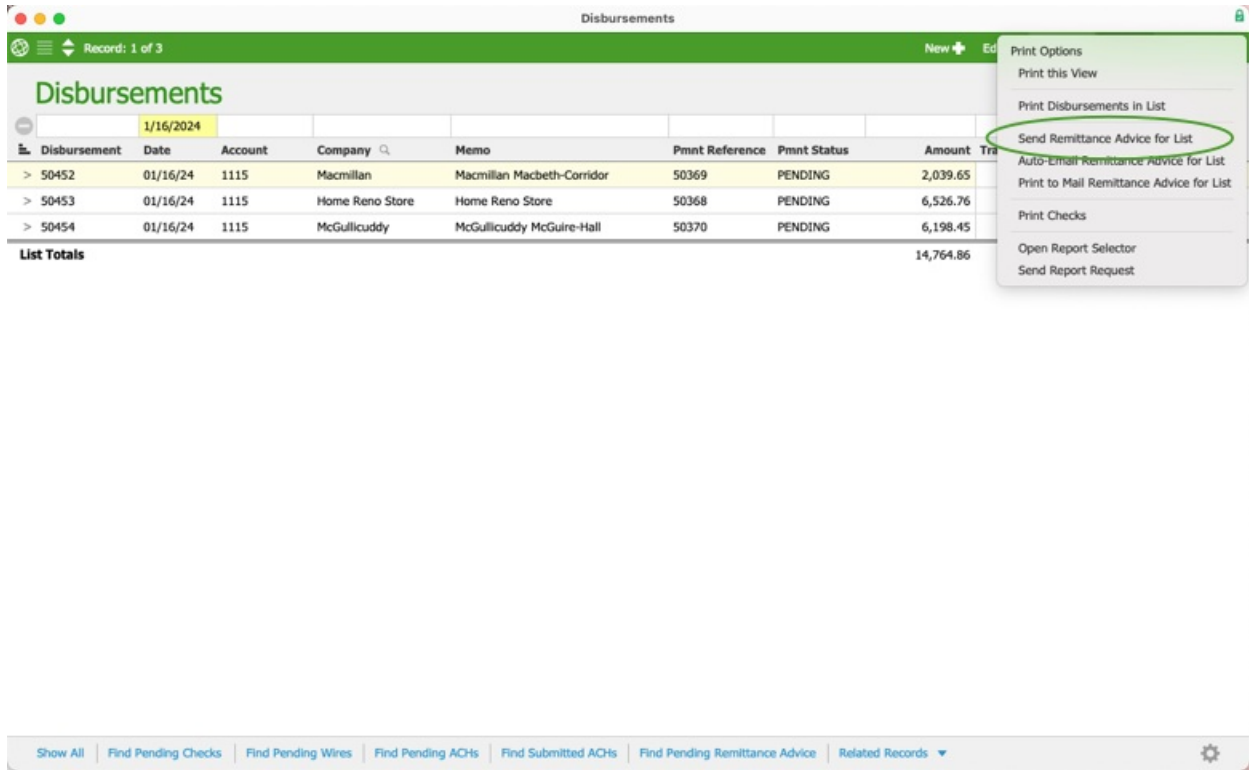 Disbursements
Record: 1 of 3 New Ed
Disbursements
1/16/2024
Disbursement Date Account Company Memo Pmnt Reference Pmnt Status Amount Tra
> 50452 01/16/24 1115 Macmillan Macmillan Macbeth-Corridor 50369 PENDING 2,039.65
> 50453 01/16/24 1115 Home Reno Store Home Reno Store 50368 PENDING 6,526.76
> 50454 01/16/24 1115 McGullicuddy McGullicuddy McGuire-Hall 50370 PENDING 6,198.45
List Totals 14,764.86
Print Options
Print this View
Print Disbursements in List
Send Remittance Advice for List
Auto-Email Remittance Advice for List
Print to Mail Remittance Advice for List
Print Checks
Open Report Selector
Send Report Request
Show All Find Pending Checks Find Pending Wires Find Pending ACHs Find Submitted ACHs Find Pending Remittance Advice Related Records